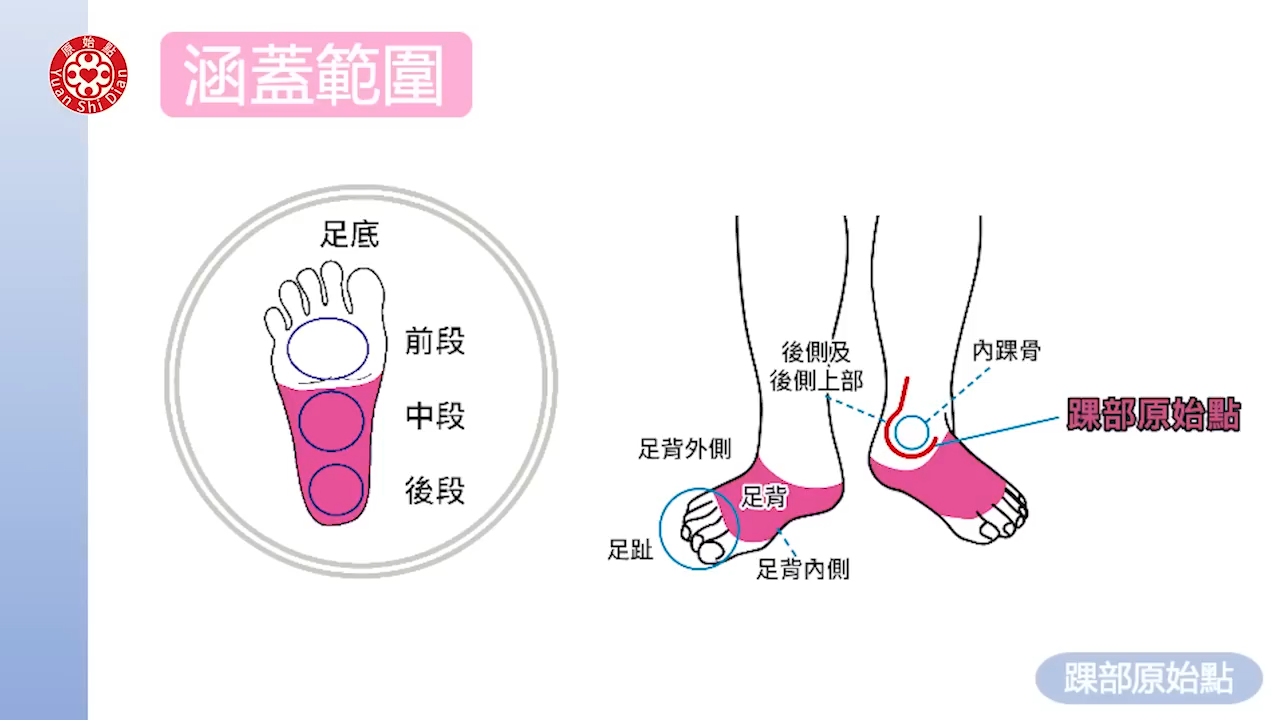 原始點
Yuan Shi Dian
涵蓋範圍
足底
前段
中段
後段
後側及
後側上部
內踝骨
踝部原始點
足背外側
足背
足趾
足背內側
踝部原始點